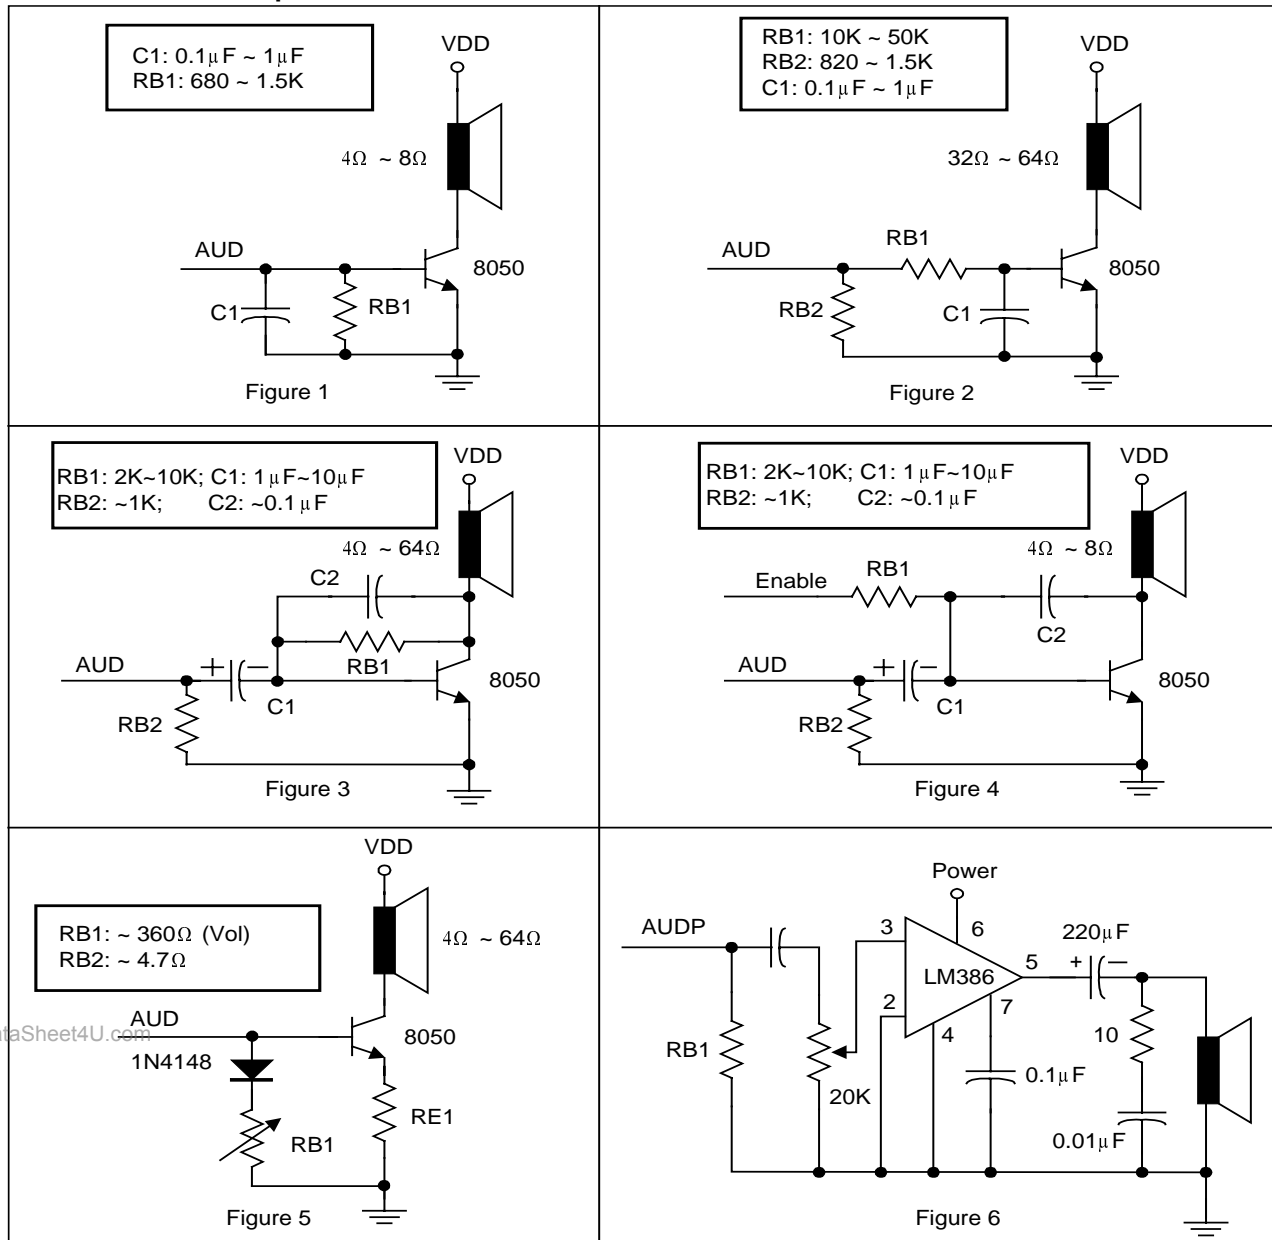 C1: 0.1μF ~ 1μF
RB1: 680 ~ 1.5K
VDD
4Ω ~ 8Ω
AUD
8050
C1
RB1
Figure 1
RB1: 10K ~ 50K
RB2: 820 ~ 1.5K
C1: 0.1μF ~ 1μF
VDD
32Ω ~ 64Ω
RB1
AUD
8050
RB2
C1
Figure 2
RB1: 2K~10K; C1: 1μF~10μF
RB2: ~1K; C2: ~0.1μF
VDD
4Ω ~ 64Ω
C2
RB1
AUD
+ −
8050
C1
RB2
Figure 3
RB1: 2K~10K; C1: 1μF~10μF
RB2: ~1K; C2: ~0.1μF
VDD
4Ω ~ 8Ω
RB1
Enable
C2
AUD
+ −
8050
C1
RB2
Figure 4
VDD
RB1: ~ 360Ω (Vol)
RB2: ~ 4.7Ω
4Ω ~ 64Ω
AUD
taSheet4U.com
8050
1N4148
RE1
RB1
Figure 5
Power
AUDP
3
6
220μF
LM386
5
+ −
2
7
4
10
RB1
20K
0.1μF
0.01μF
Figure 6